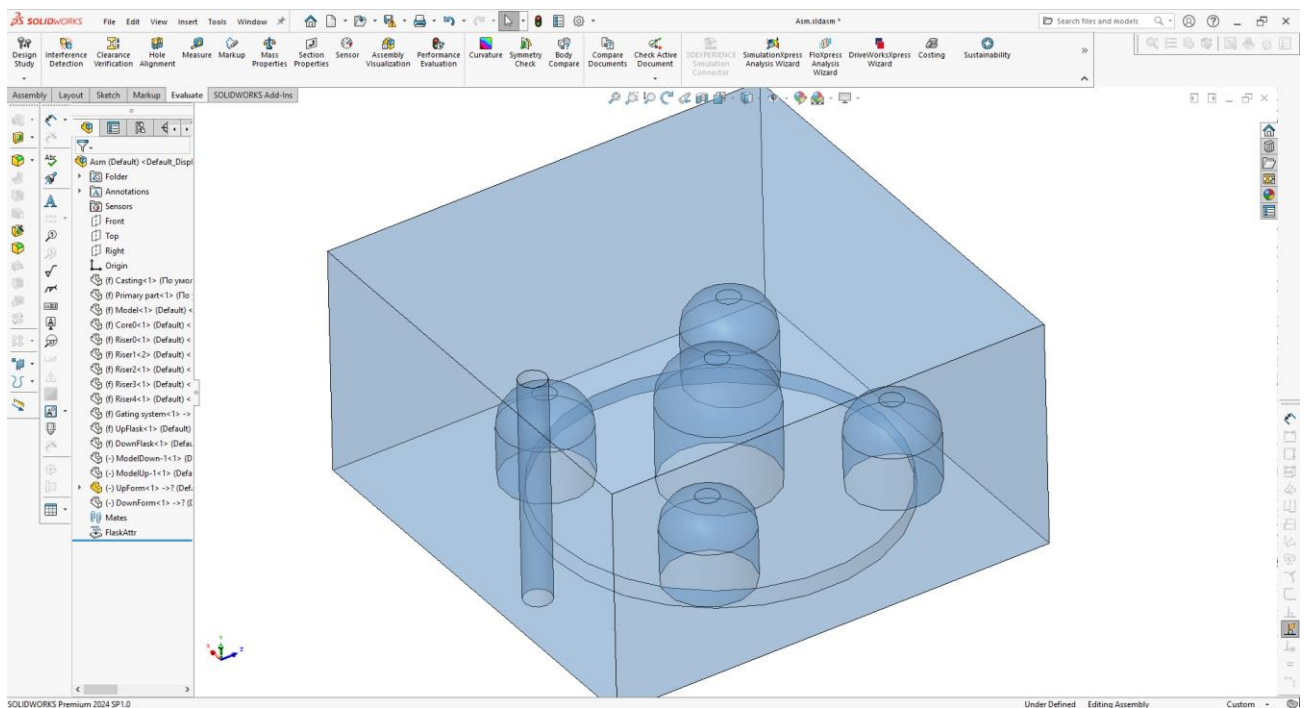 SOLIDWORKS File Edit View Insert Tools Window Asm.sldasm * Search files and models
Design Study
Interference Detection
Clearance Verification
Hole Alignment
Measure
Markup
Mass Properties
Section Properties
Sensor
Assembly Visualization
Performance Evaluation
Curvature
Symmetry Check
Body Compare
Compare Documents
Check Active Document
3DEXPERIENCE Simulation Connector
SimulationXpress Analysis Wizard
FloXpress Analysis Wizard
DriveWorksXpress Wizard
Costing
Sustainability
Assembly Layout Sketch Markup Evaluate SOLIDWORKS Add-Ins
Asm (Default) <Default_Displ
Folder
Annotations
Sensors
Front
Top
Right
Origin
(f) Casting<1> (По умол
(f) Primary part<1> (По
(f) Model<1> (Default) <
(f) Core0<1> (Default) <
(f) Riser0<1> (Default) <
(f) Riser1<2> (Default) <
(f) Riser2<1> (Default) <
(f) Riser3<1> (Default) <
(f) Riser4<1> (Default) <
(f) Gating system<1> ->
(f) UpFlask<1> (Default)
(f) DownFlask<1> (Defau
(-) ModelDown-1<1> (D
(-) ModelUp-1<1> (Defa
(-) UpForm<1> ->? (Def
(-) DownForm<1> ->? (D
Mates
FlaskAttr
SOLIDWORKS Premium 2024 SP1.0 Under Defined Editing Assembly Custom